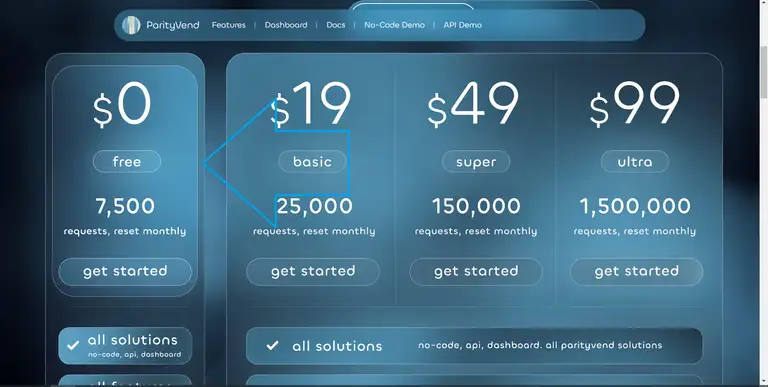 ParityVend Features | Dashboard | Docs | No-Code Demo | API Demo
$0
free
7,500
requests, reset monthly
get started
all solutions
no-code, api, dashboard
$19
basic
25,000
requests, reset monthly
get started
$49
super
150,000
requests, reset monthly
get started
$99
ultra
1,500,000
requests, reset monthly
get started
all solutions no-code, api, dashboard. all parityvend solutions